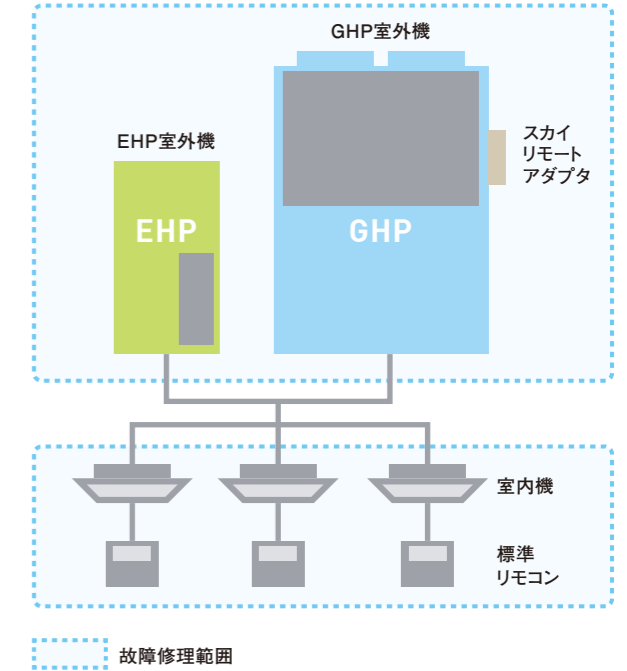 GHP室外機
EHP室外機
スカイ
リモート
アダプタ
EHP
GHP
室内機
標準
リモコン
故障修理範囲